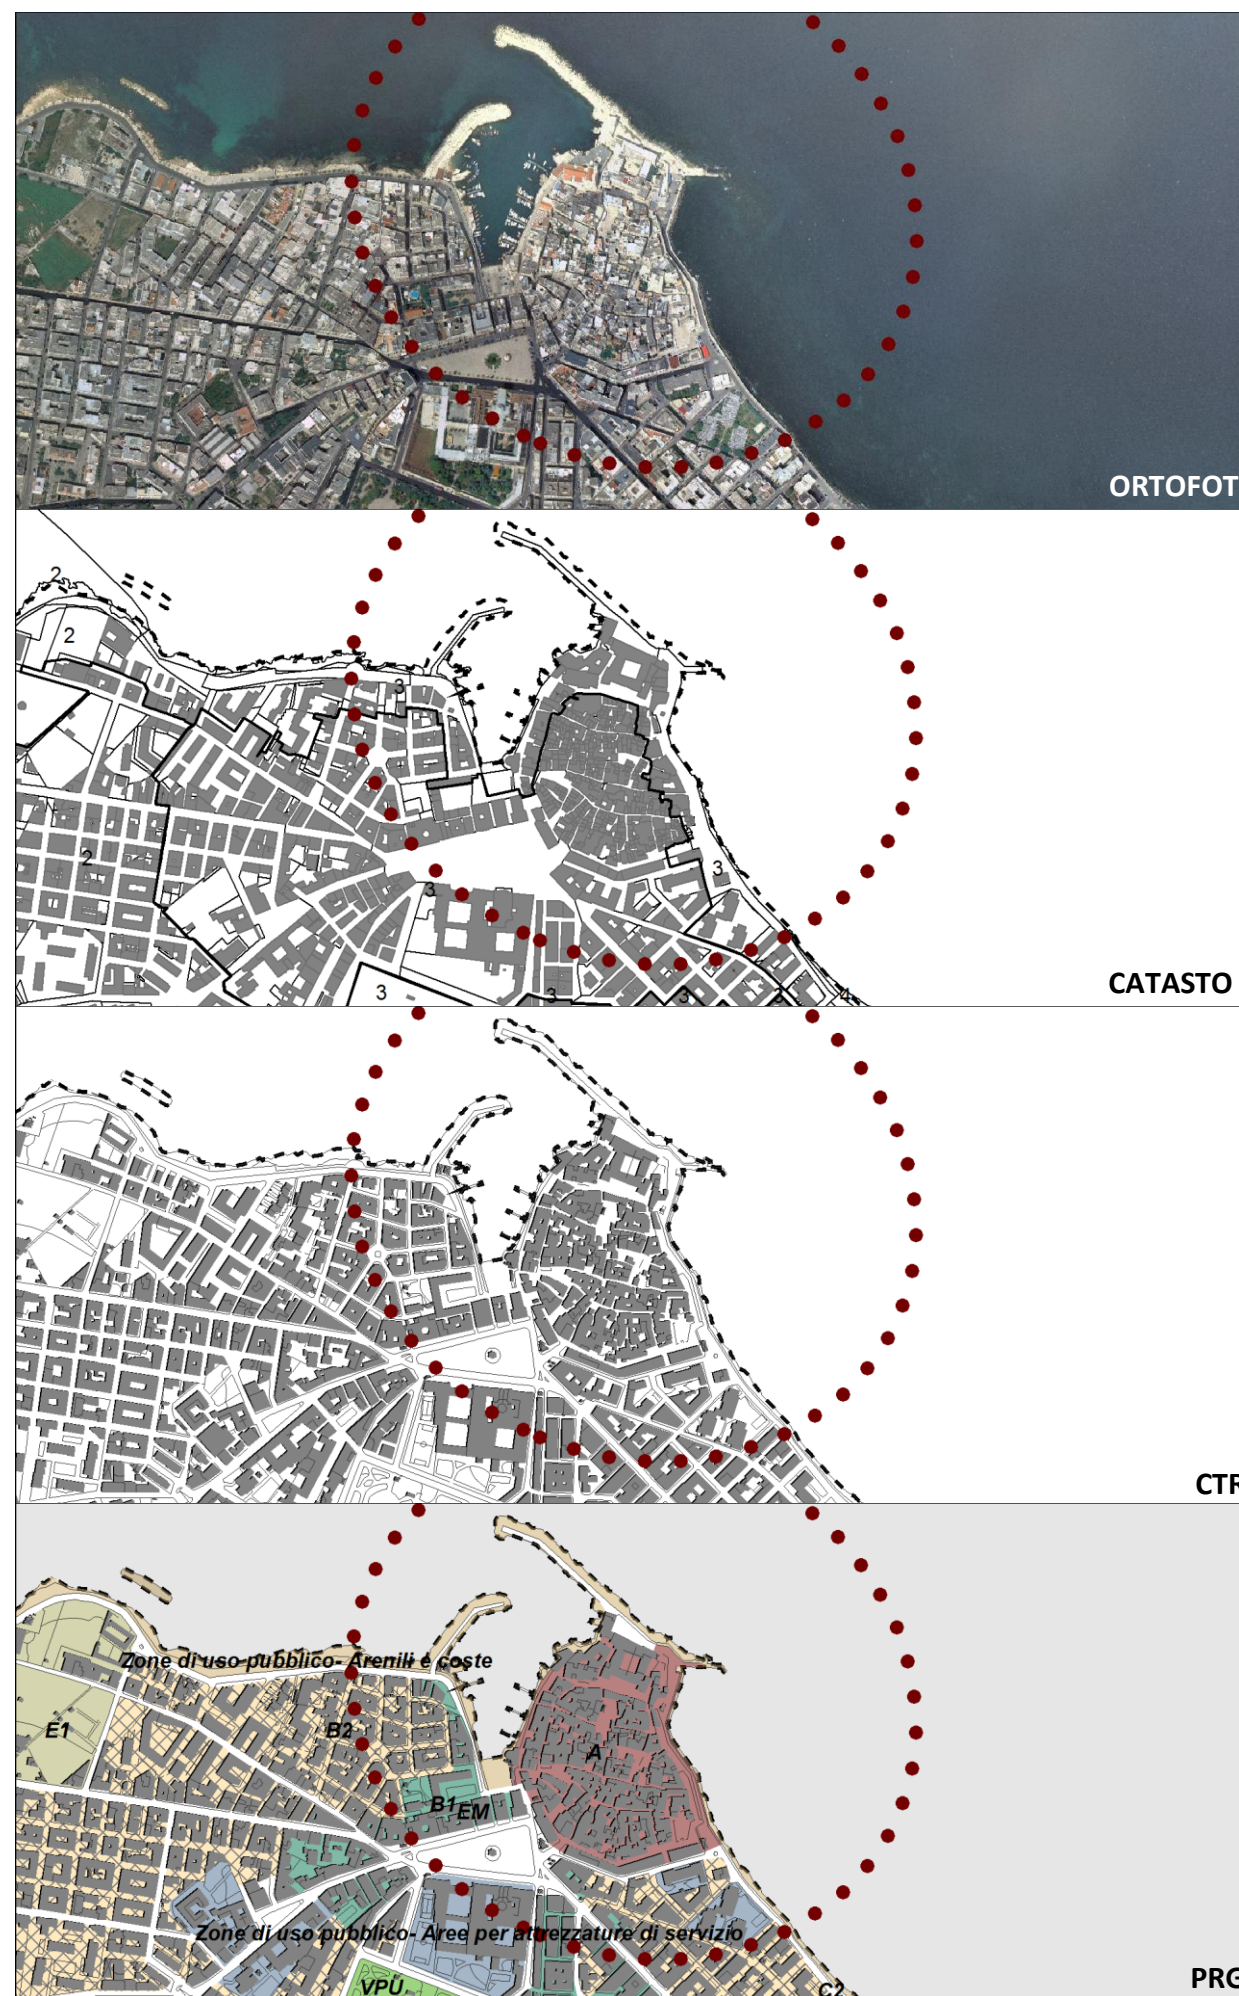 ORTOFOT
2
2
3
2
3
3
3
3
3
3
4
CATASTO
CTR
Zone di uso pubblico- Arenili e coste
E1
B2
A
B1
EM
Zone di uso pubblico- Aree per attrezzature di servizio
VPU
C2
PRG